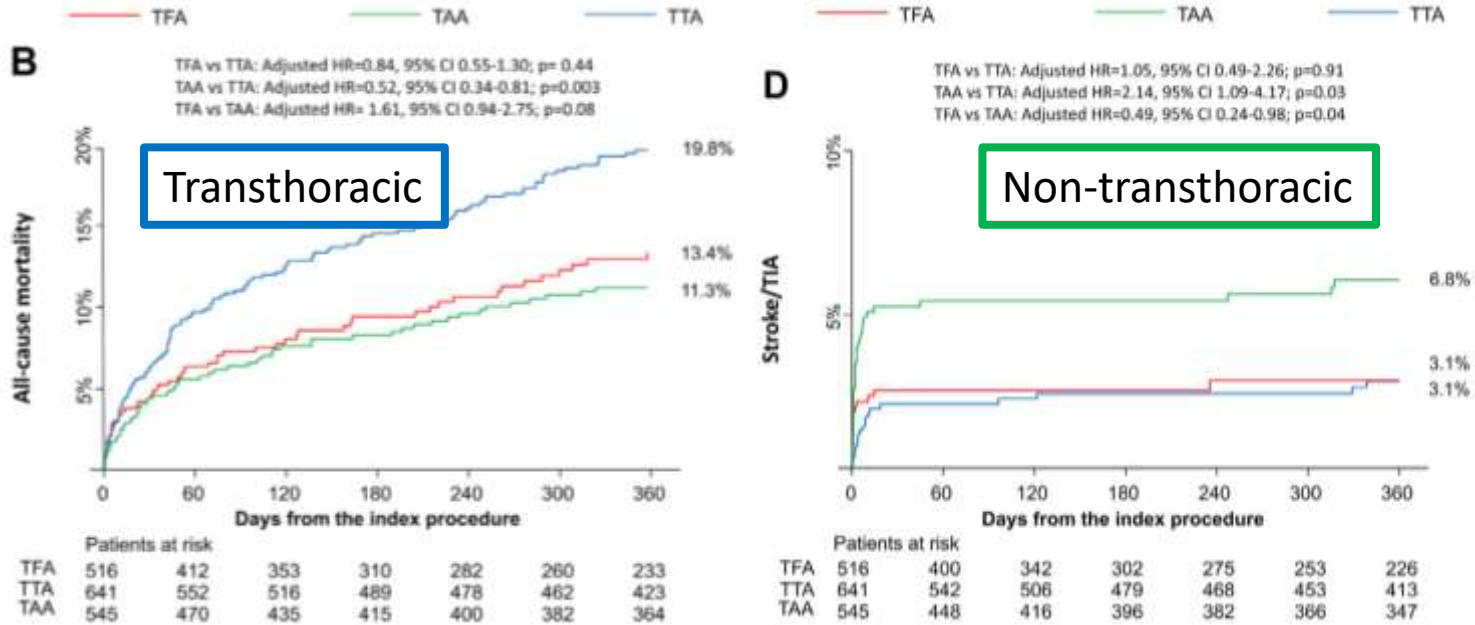 TFA TAA TTA
B
TFA vs TTA: Adjusted HR=0.84, 95% CI 0.55-1.30; p= 0.44
TAA vs TTA: Adjusted HR=0.52, 95% CI 0.34-0.81; p=0.003
TFA vs TAA: Adjusted HR= 1.61, 95% CI 0.94-2.75; p=0.08
Transthoracic
All-cause mortality
20%
15%
10%
5%
19.8%
13.4%
11.3%
0 60 120 180 240 300 360
Days from the index procedure
Patients at risk
TFA 516 412 353 310 282 260 233
TTA 641 552 516 489 478 462 423
TAA 545 470 435 415 400 382 364
TFA TAA TTA
D
TFA vs TTA: Adjusted HR=1.05, 95% CI 0.49-2.26; p=0.91
TAA vs TTA: Adjusted HR=2.14, 95% CI 1.09-4.17; p=0.03
TFA vs TAA: Adjusted HR=0.49, 95% CI 0.24-0.98; p=0.04
Non-transthoracic
Stroke/TIA
10%
5%
6.8%
3.1%
3.1%
0 60 120 180 240 300 360
Days from the index procedure
Patients at risk
TFA 516 400 342 302 275 253 226
TTA 641 542 506 479 468 453 413
TAA 545 448 416 396 382 366 347